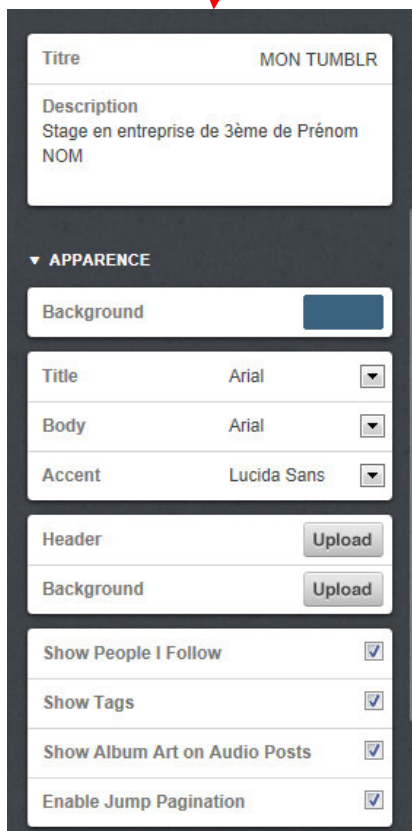 Titre MON TUMBLR
Description
Stage en entreprise de 3ème de Prénom
NOM
▼ APPARENCE
Background
Title Arial
Body Arial
Accent Lucida Sans
Header Upload
Background Upload
Show People I Follow
Show Tags
Show Album Art on Audio Posts
Enable Jump Pagination